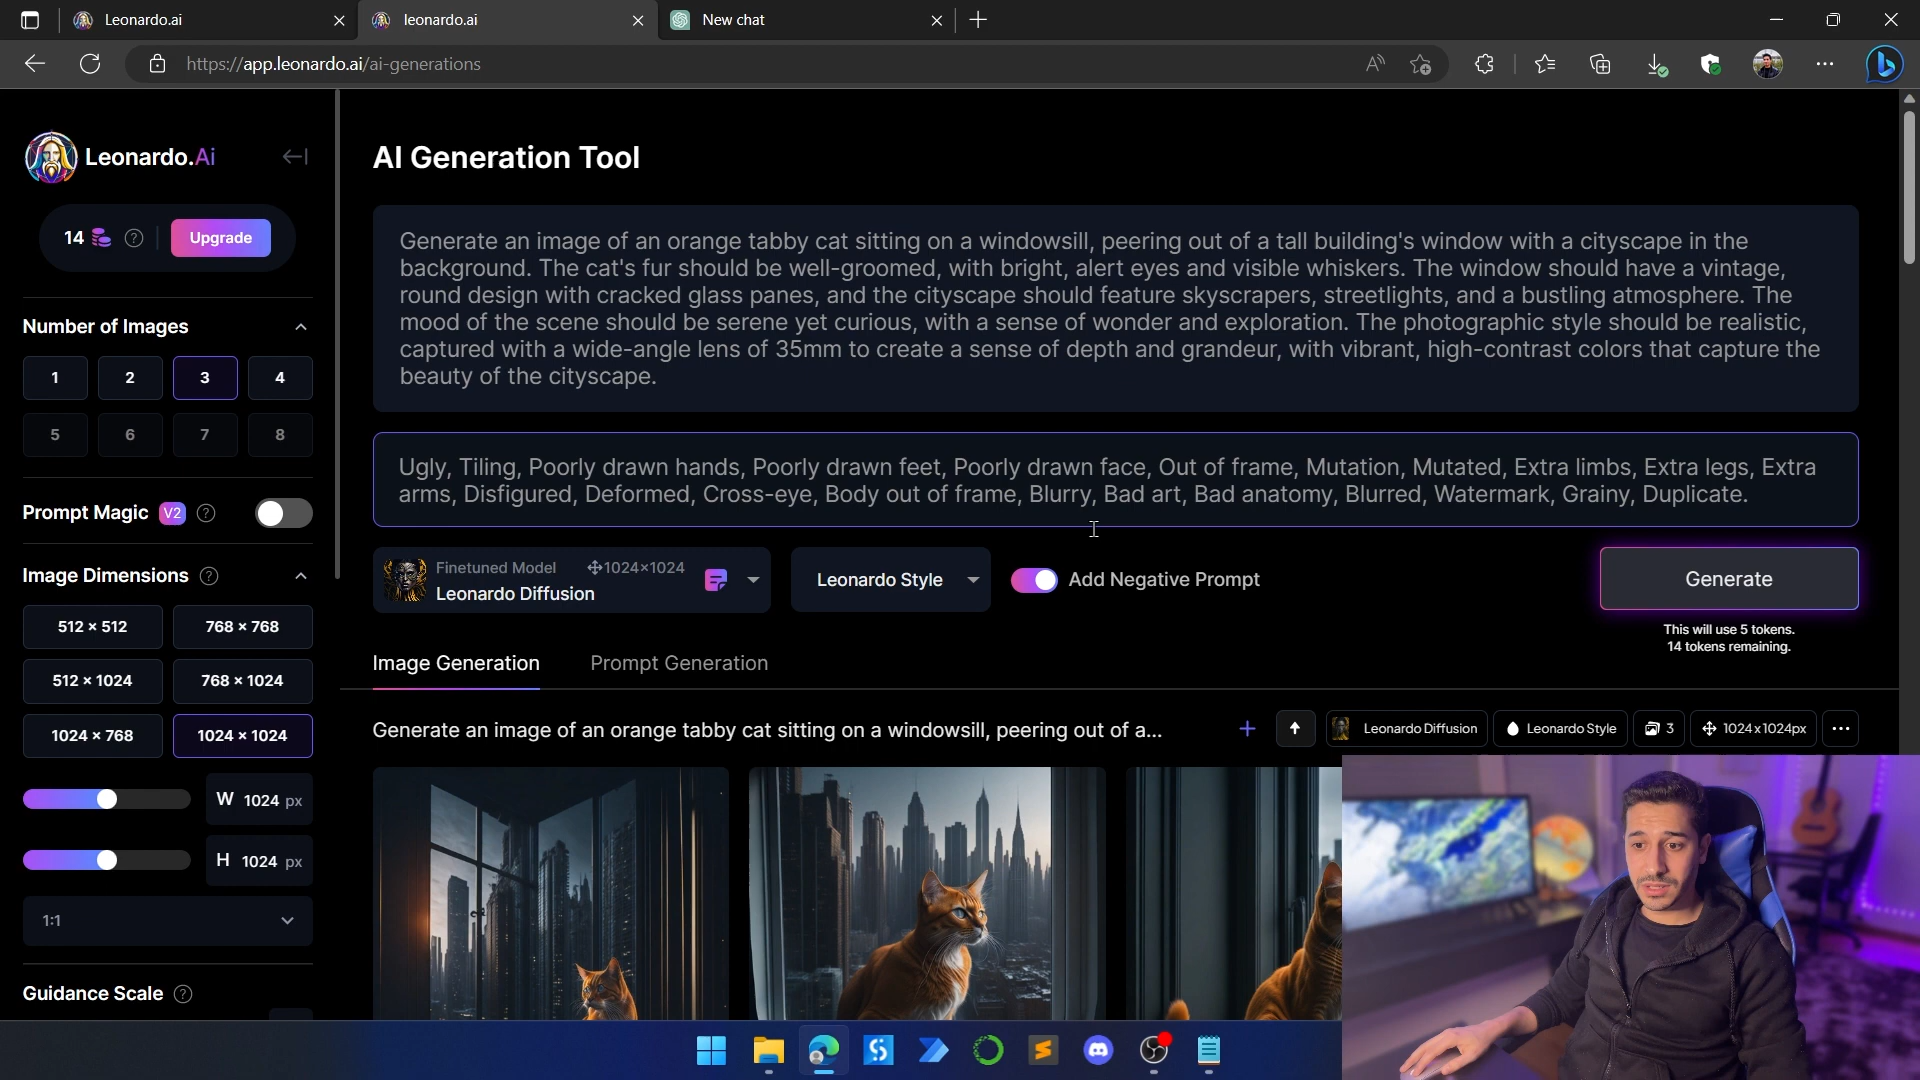 Leonardo.ai
leonardo.ai
New chat
https://app.leonardo.ai/ai-generations
Leonardo.Ai
14
Upgrade
Number of Images
1 2 3 4
5 6 7 8
Prompt Magic V2
Image Dimensions
512 × 512 768 × 768
512 × 1024 768 × 1024
1024 × 768 1024 × 1024
W 1024 px
H 1024 px
1:1
Guidance Scale
AI Generation Tool
Generate an image of an orange tabby cat sitting on a windowsill, peering out of a tall building's window with a cityscape in the
background. The cat's fur should be well-groomed, with bright, alert eyes and visible whiskers. The window should have a vintage,
round design with cracked glass panes, and the cityscape should feature skyscrapers, streetlights, and a bustling atmosphere. The
mood of the scene should be serene yet curious, with a sense of wonder and exploration. The photographic style should be realistic,
captured with a wide-angle lens of 35mm to create a sense of depth and grandeur, with vibrant, high-contrast colors that capture the
beauty of the cityscape.
Ugly, Tiling, Poorly drawn hands, Poorly drawn feet, Poorly drawn face, Out of frame, Mutation, Mutated, Extra limbs, Extra legs, Extra
arms, Disfigured, Deformed, Cross-eye, Body out of frame, Blurry, Bad art, Bad anatomy, Blurred, Watermark, Grainy, Duplicate.
Finetuned Model 1024×1024
Leonardo Diffusion
Leonardo Style
Add Negative Prompt
Generate
This will use 5 tokens.
14 tokens remaining.
Image Generation Prompt Generation
Generate an image of an orange tabby cat sitting on a windowsill, peering out of a...
Leonardo Diffusion
Leonardo Style
3
1024x1024px